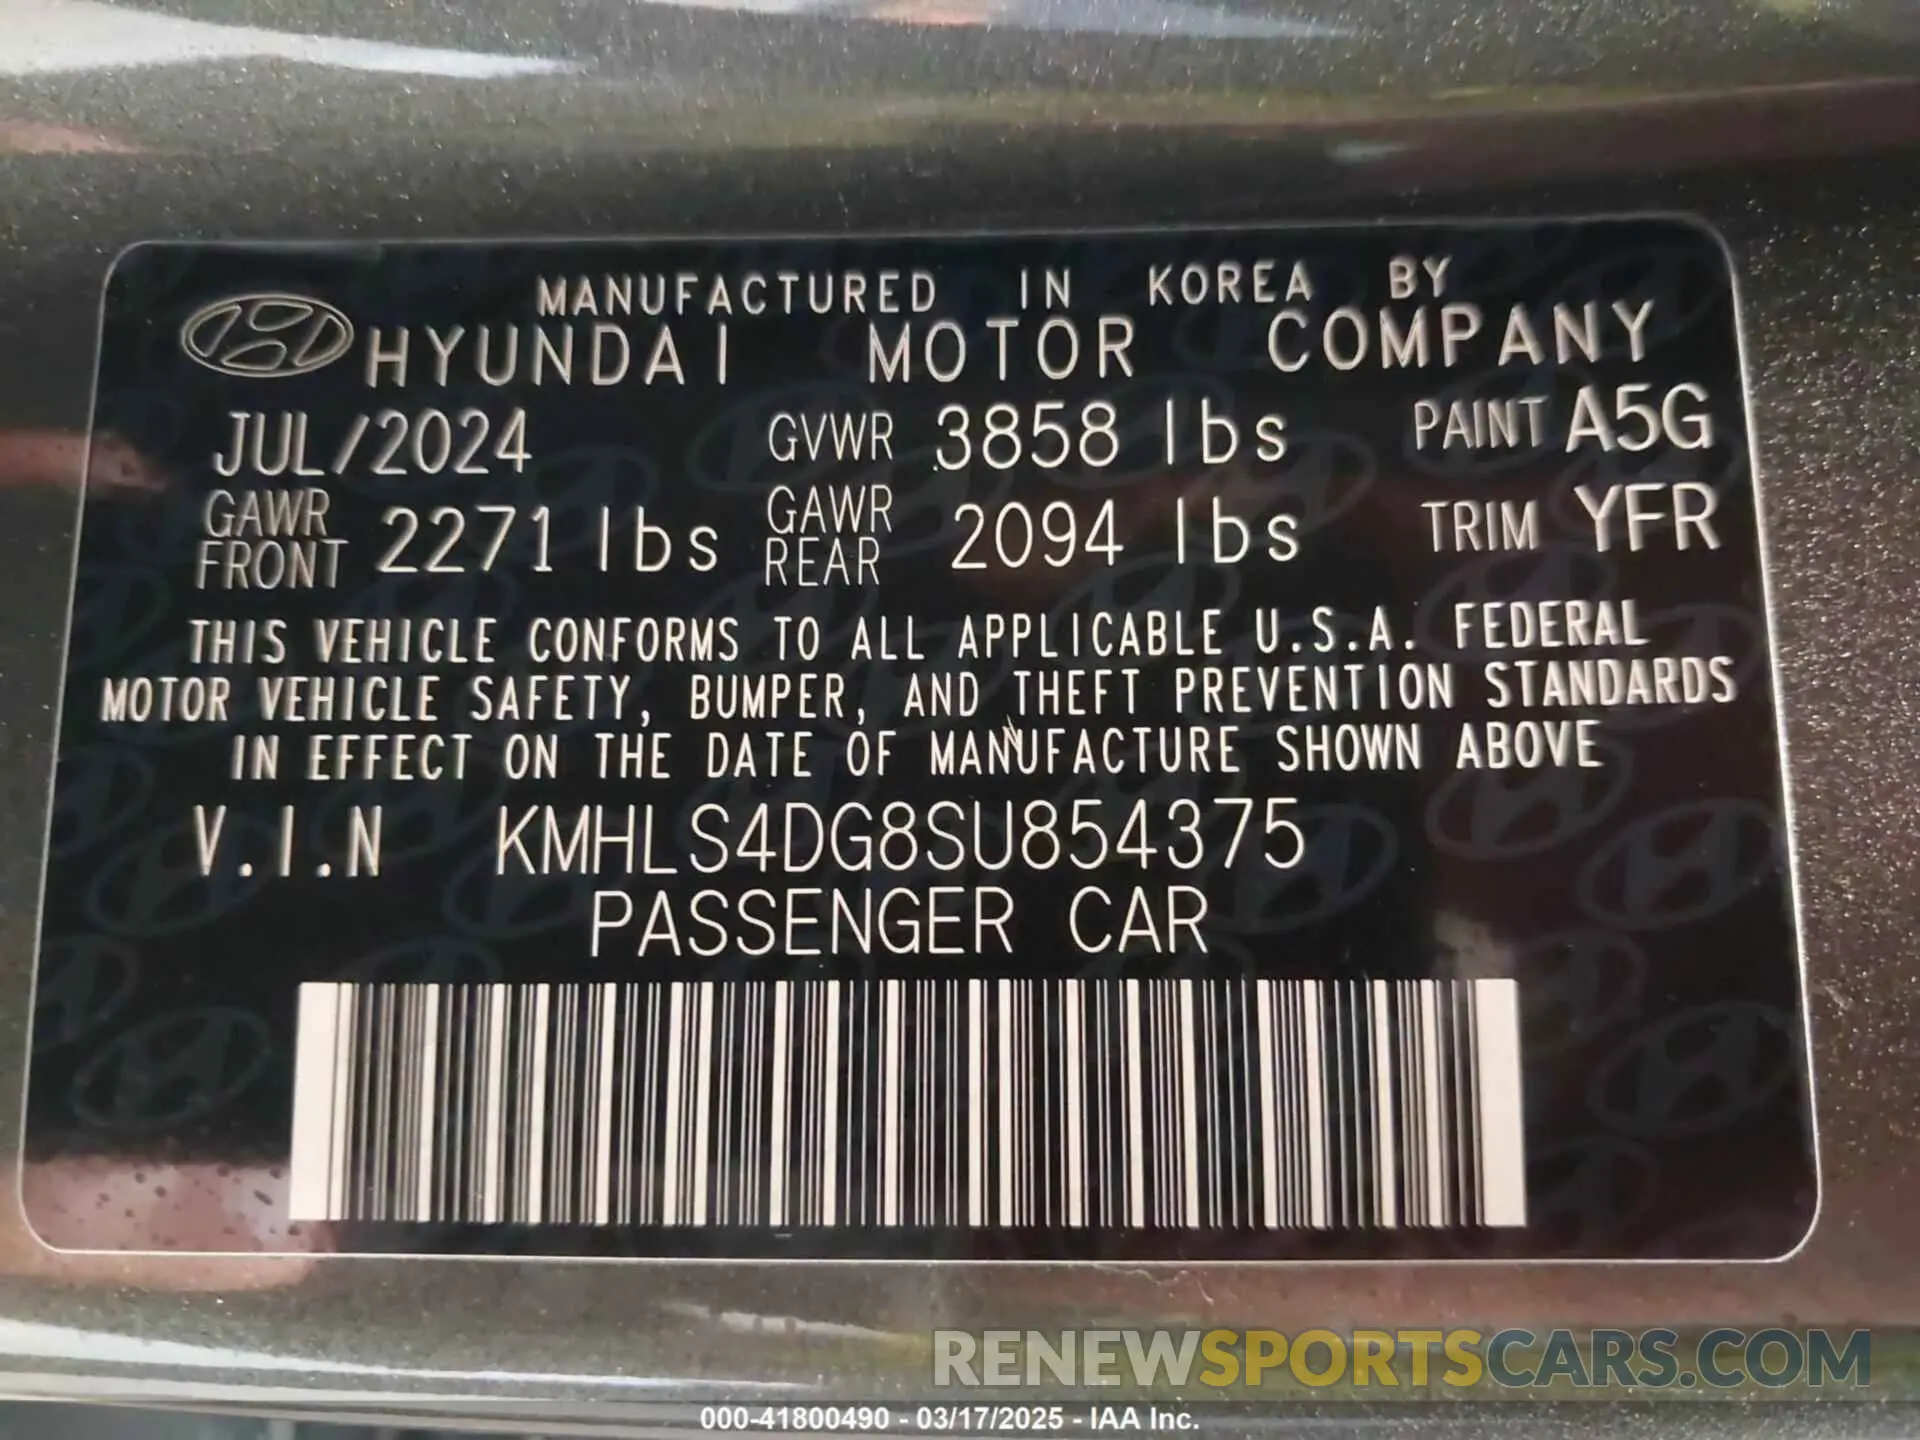 MANUFACTURED IN KOREA BY
HYUNDAI MOTOR COMPANY
JUL/2024 GVWR 3858 lbs PAINT A5G
GAWR FRONT 2271 lbs GAWR REAR 2094 lbs TRIM YFR
THIS VEHICLE CONFORMS TO ALL APPLICABLE U.S.A. FEDERAL
MOTOR VEHICLE SAFETY, BUMPER, AND THEFT PREVENTION STANDARDS
IN EFFECT ON THE DATE OF MANUFACTURE SHOWN ABOVE
V.I.N KMHLS4DG8SU854375
PASSENGER CAR
RENEWSPORTSCARS.COM
000-41800490 - 03/17/2025 - IAA Inc.